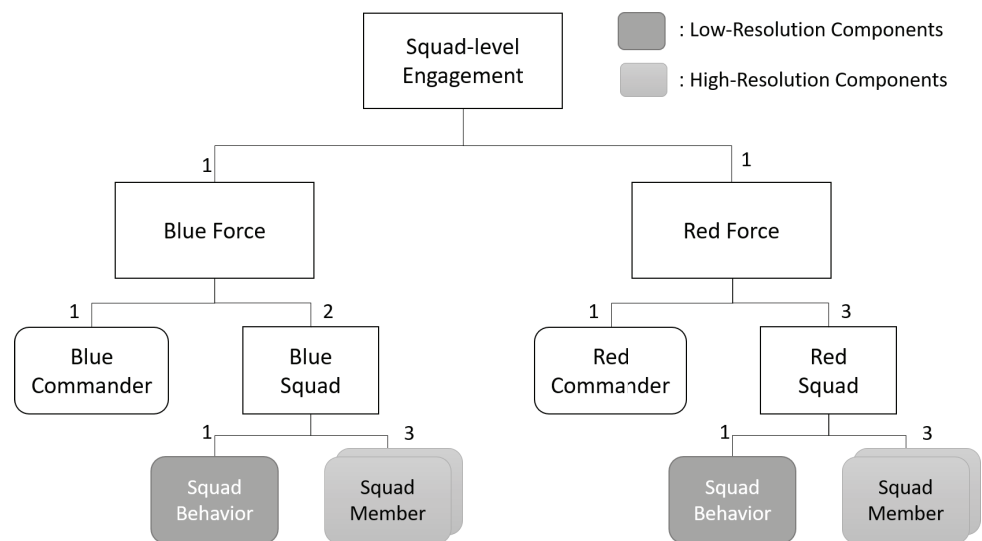 Squad-level
Engagement
: Low-Resolution Components
: High-Resolution Components
1
1
Blue Force
Red Force
1
2
1
3
Blue
Commander
Blue
Squad
Red
Commander
Red
Squad
1
3
1
3
Squad
Behavior
Squad
Member
Squad
Behavior
Squad
Member